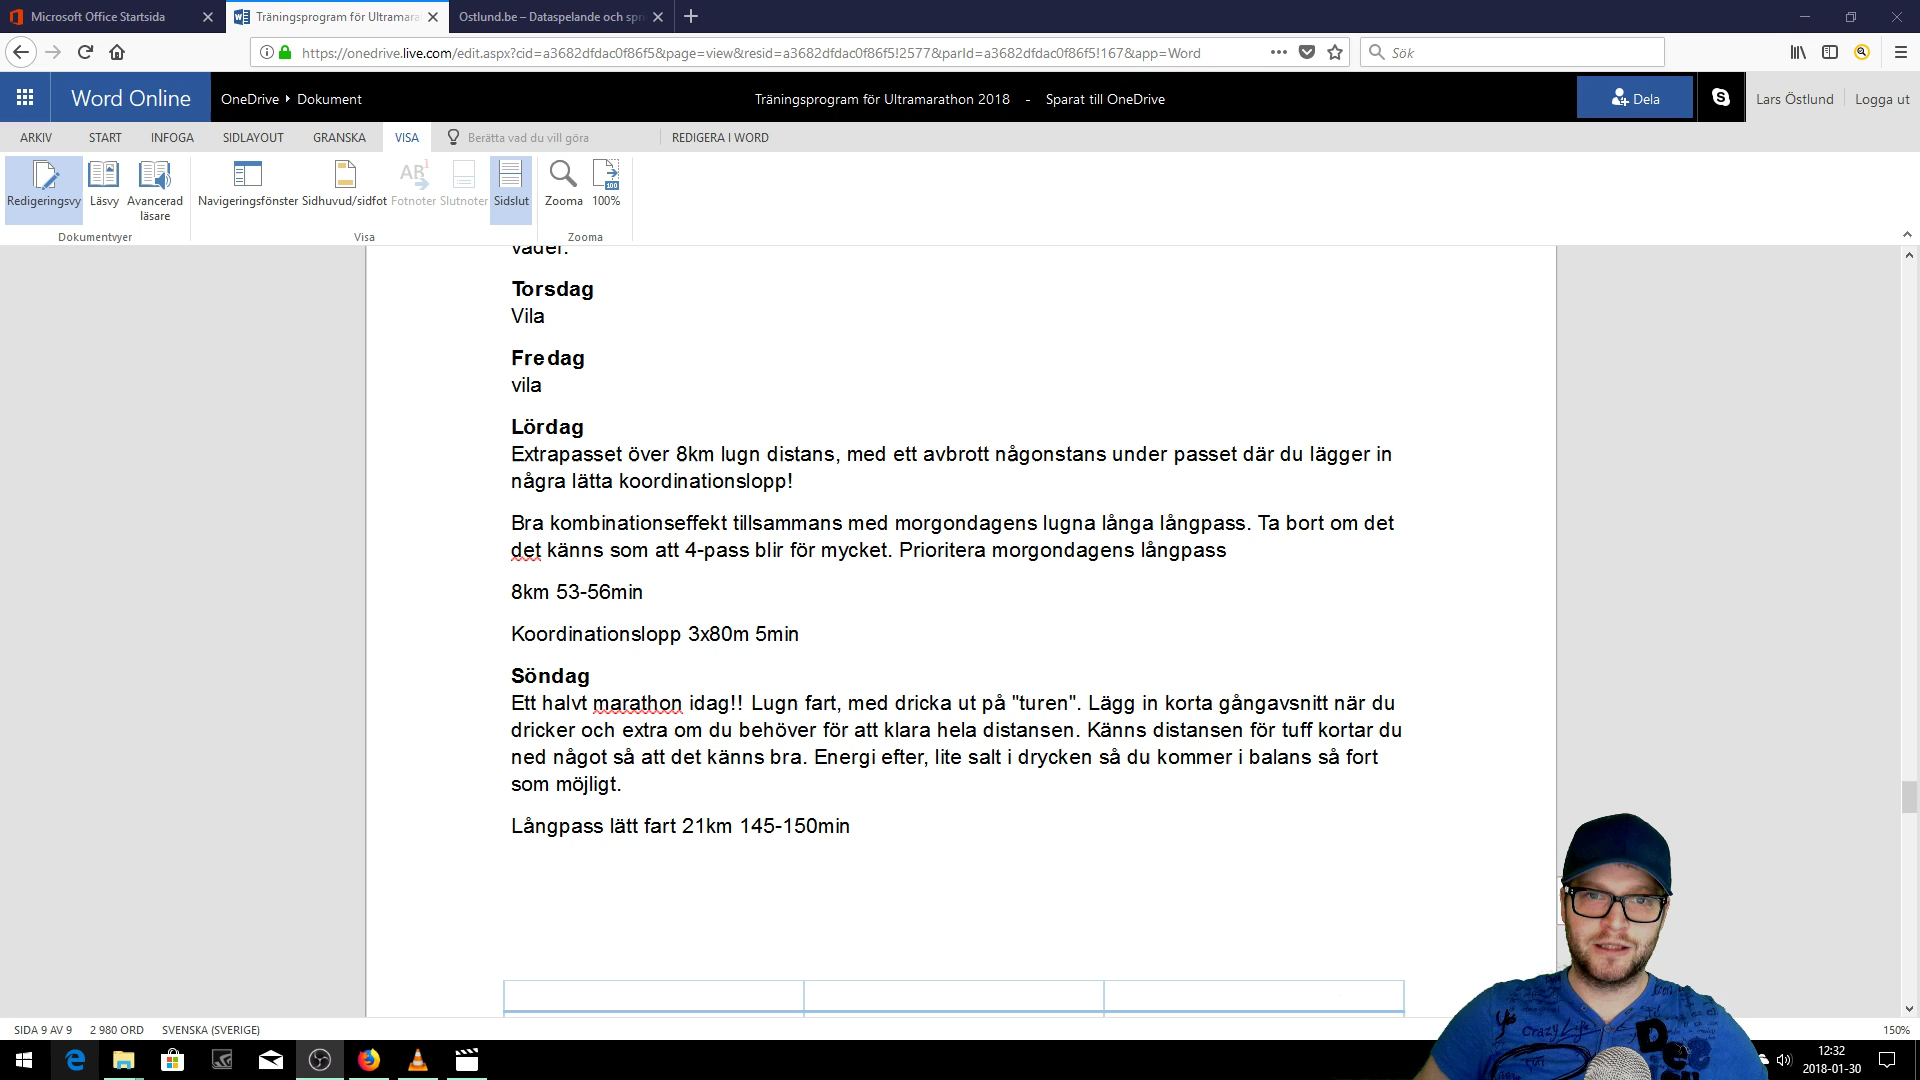 Microsoft Office Startsida
Träningsprogram för Ultramara
Ostlund.be – Dataspelande och spr
https://onedrive.live.com/edit.aspx?cid=a3682dfdac0f86f5&page=view&resid=a3682dfdac0f86f5!2577&parId=a3682dfdac0f86f5!167&app=Word
Sök
Word Online
OneDrive
Dokument
Träningsprogram för Ultramarathon 2018 - Sparat till OneDrive
Dela
Lars Östlund
Logga ut
ARKIV START INFOGA SIDLAYOUT GRANSKA VISA Berätta vad du vill göra REDIGERA I WORD
Redigeringsvy Läsvy Avancerad läsare Navigeringsfönster Sidhuvud/sidfot Fotnoter Slutnoter Sidslut Zooma 100%
Dokumentvyer Visa Zooma
vader.
Torsdag
Vila
Fredag
vila
Lördag
Extrapasset över 8km lugn distans, med ett avbrott någonstans under passet där du lägger in
några lätta koordinationslopp!
Bra kombinationseffekt tillsammans med morgondagens lugna långa långpass. Ta bort om det
det känns som att 4-pass blir för mycket. Prioritera morgondagens långpass
8km 53-56min
Koordinationslopp 3x80m 5min
Söndag
Ett halvt marathon idag!! Lugn fart, med dricka ut på "turen". Lägg in korta gångavsnitt när du
dricker och extra om du behöver för att klara hela distansen. Känns distansen för tuff kortar du
ned något så att det känns bra. Energi efter, lite salt i drycken så du kommer i balans så fort
som möjligt.
Långpass lätt fart 21km 145-150min
Crazy Life
SIDA 9 AV 9 2 980 ORD SVENSKA (SVERIGE)
150%
12:32
2018-01-30